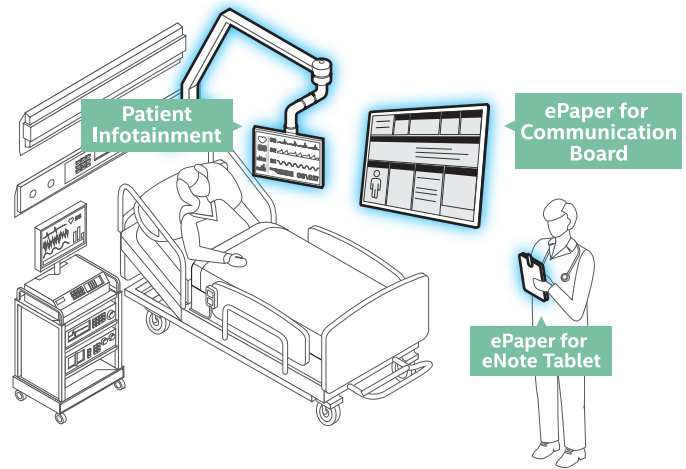 Patient
Infotainment
ePaper for
Communication
Board
ePaper for
eNote Tablet